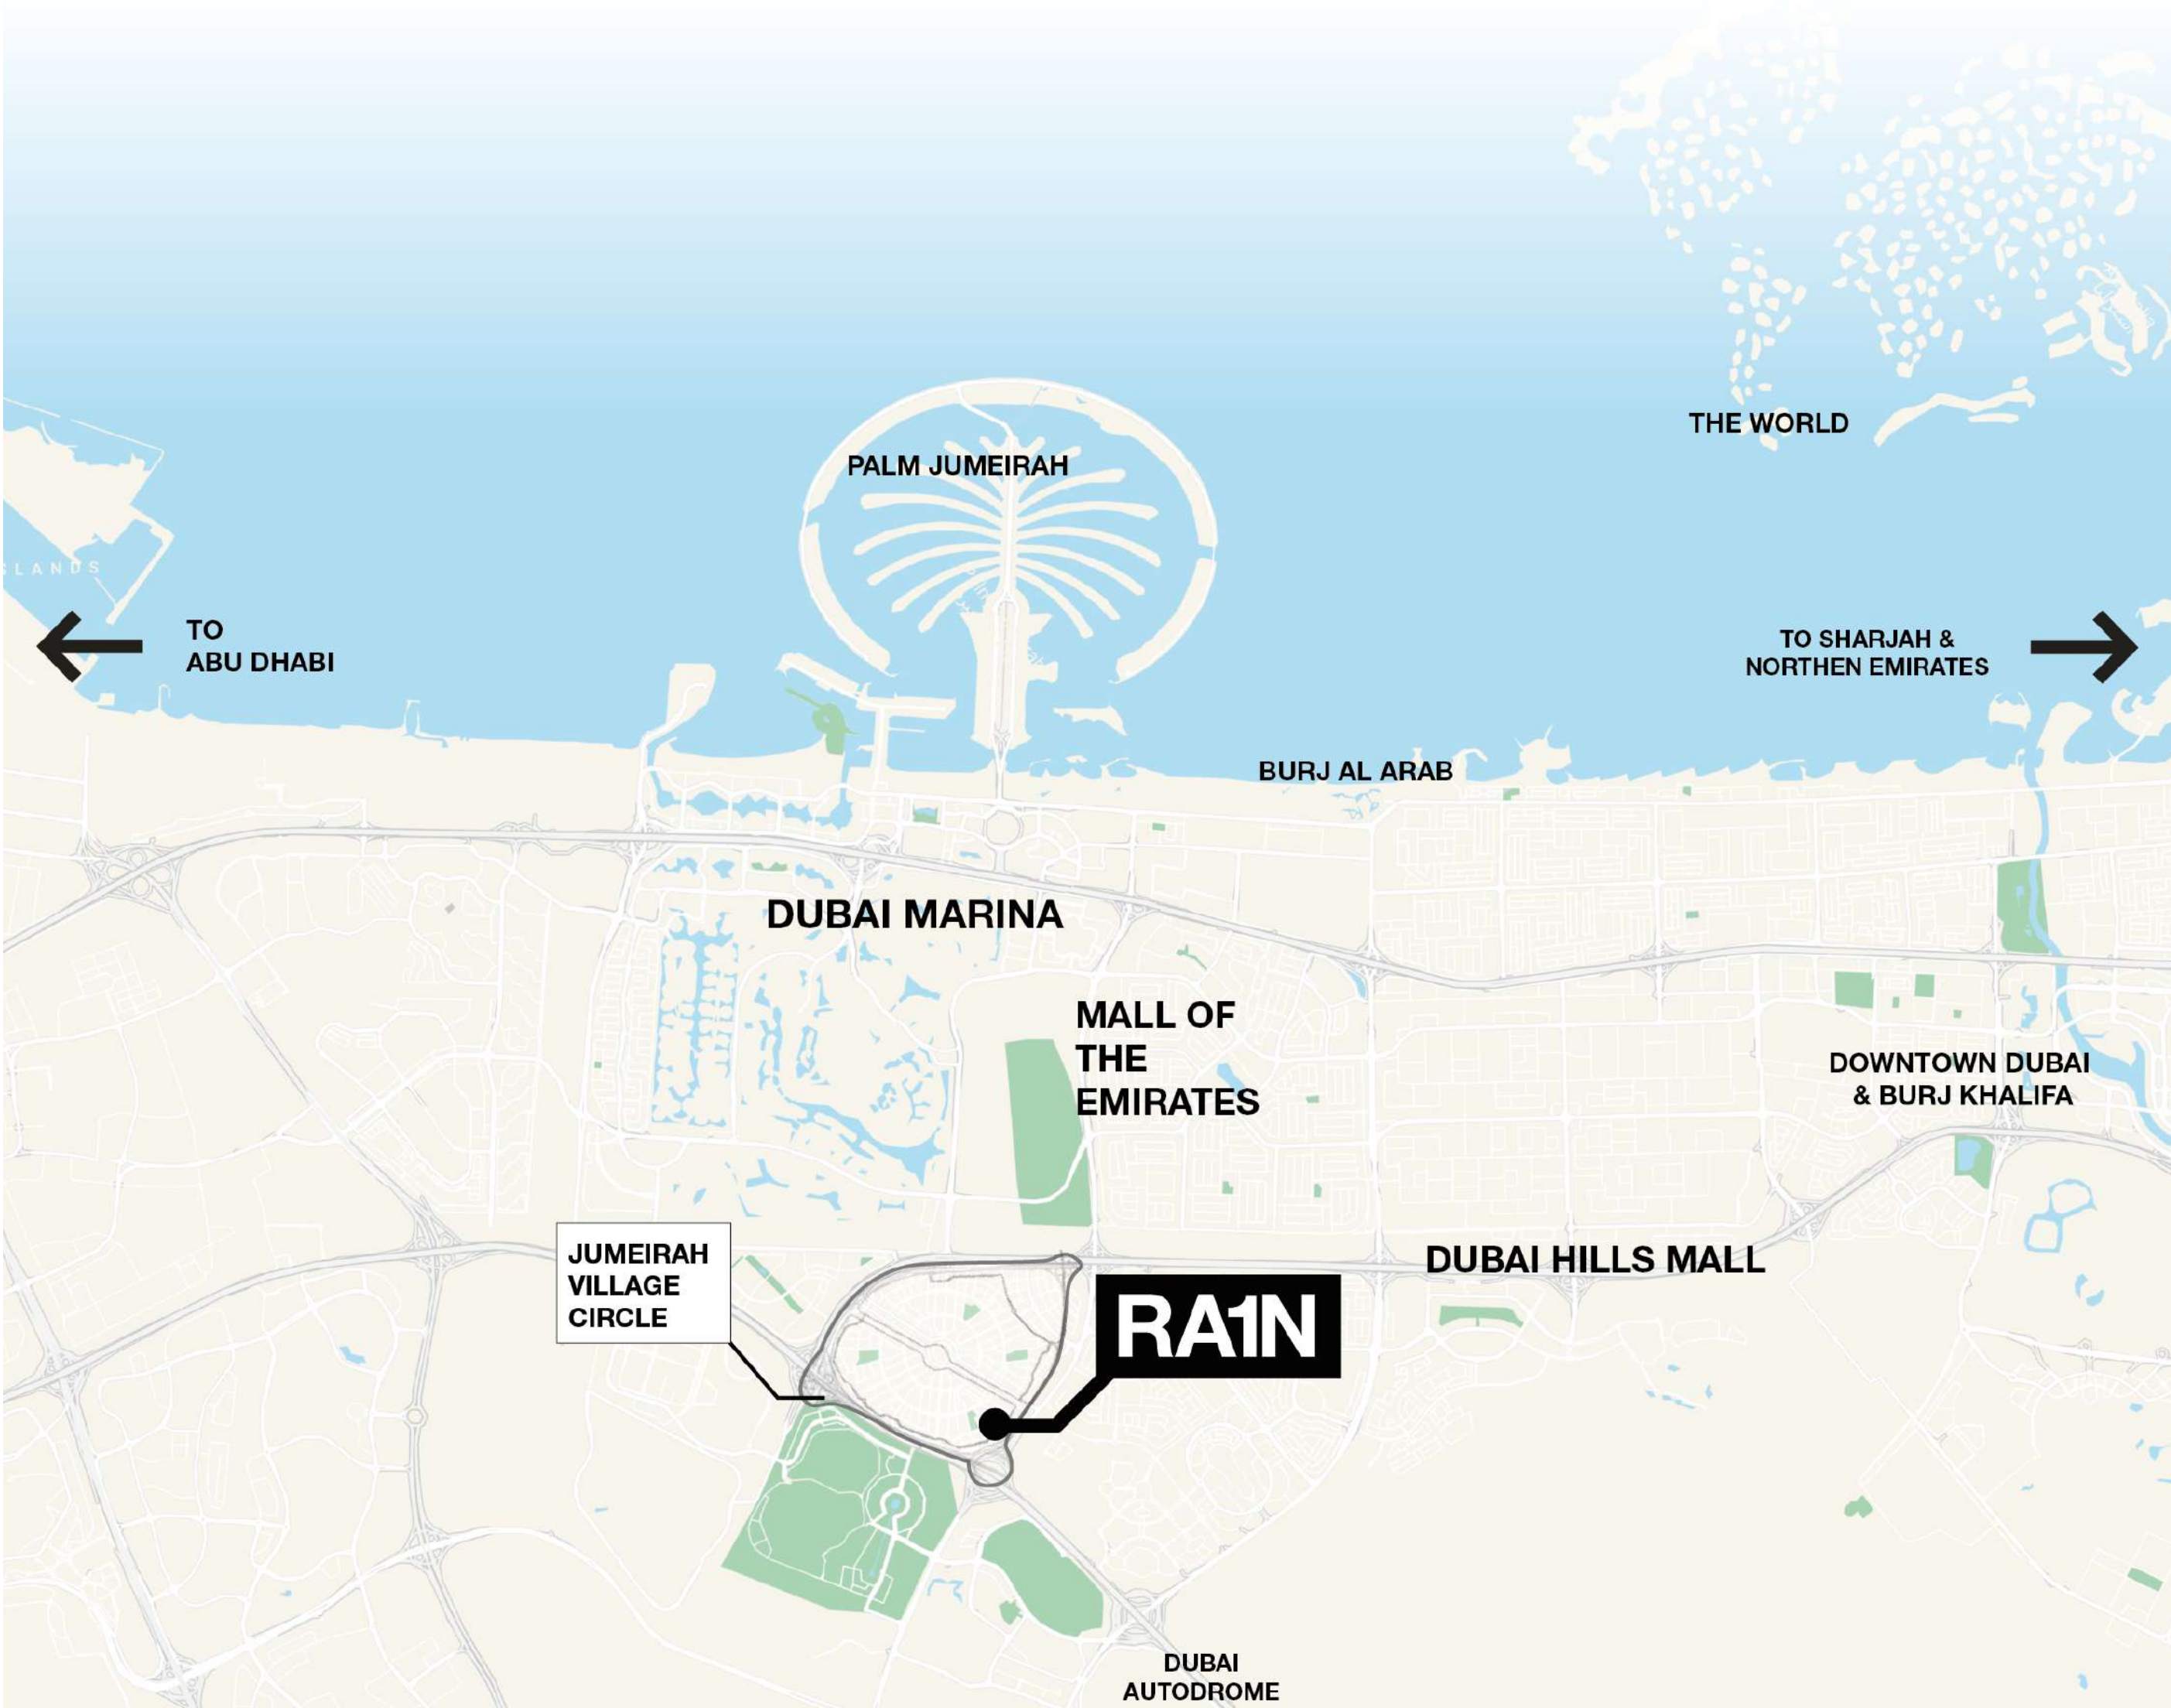 THE WORLD
PALM JUMEIRAH
SLANDS
TO
ABU DHABI
TO SHARJAH &
NORTHEN EMIRATES
BURJ AL ARAB
DUBAI MARINA
MALL OF
THE
EMIRATES
DOWNTOWN DUBAI
& BURJ KHALIFA
JUMEIRAH
VILLAGE
CIRCLE
DUBAI HILLS MALL
RA1N
DUBAI
AUTODROME